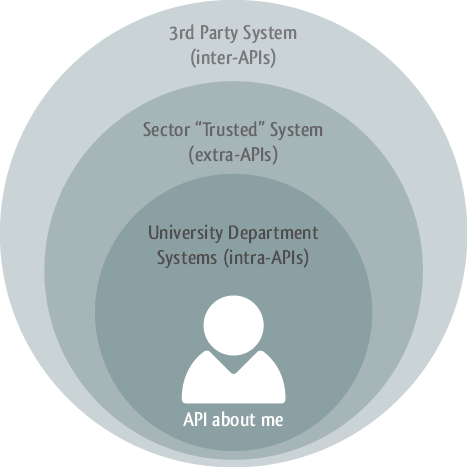 3rd Party System
(inter-APIs)
Sector “Trusted” System
(extra-APIs)
University Department
Systems (intra-APIs)
API about me